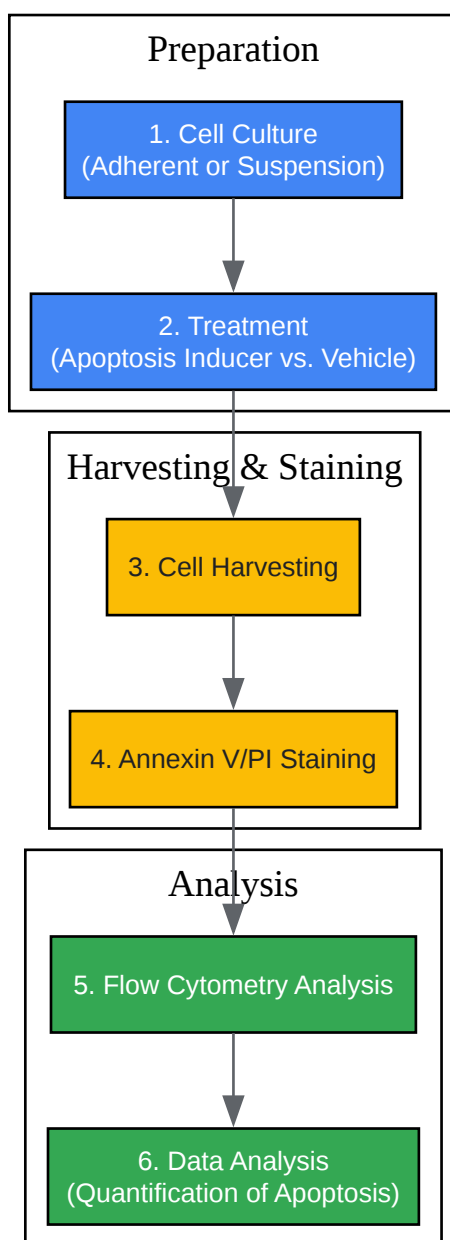 Preparation
1. Cell Culture
(Adherent or Suspension)
2. Treatment
(Apoptosis Inducer vs. Vehicle)
Harvesting & Staining
3. Cell Harvesting
4. Annexin V/PI Staining
Analysis
5. Flow Cytometry Analysis
6. Data Analysis
(Quantification of Apoptosis)